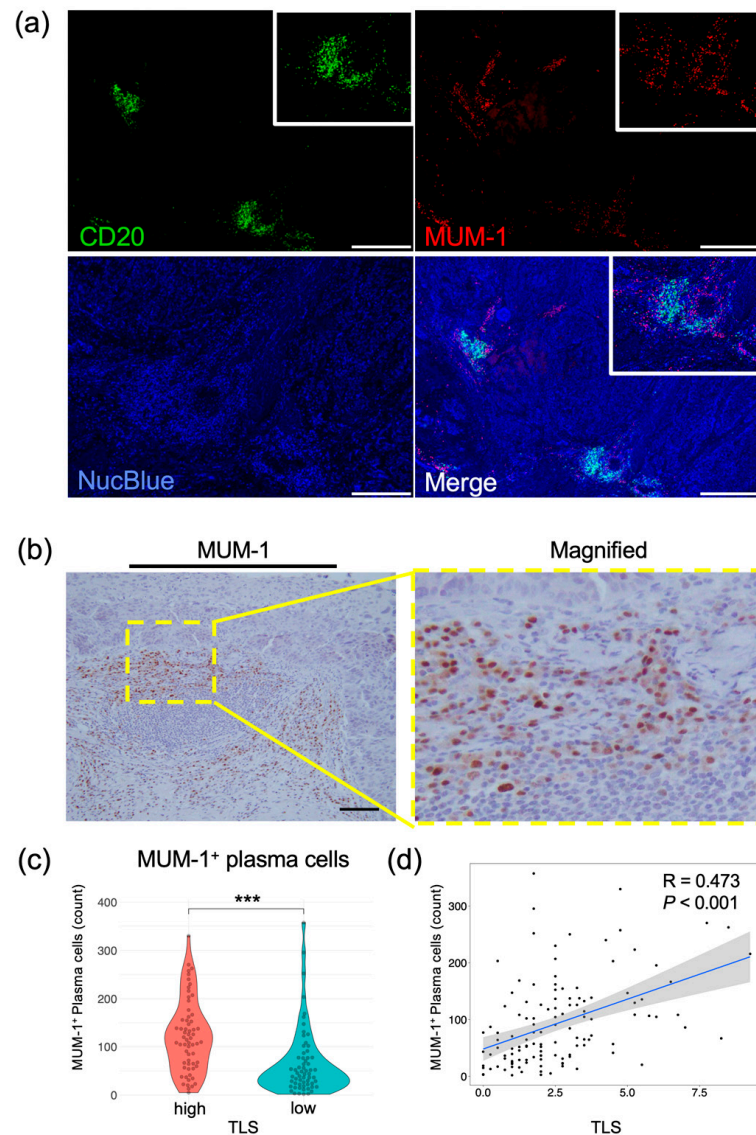 (a)
CD20
MUM-1
NucBlue
Merge
(b)
MUM-1
Magnified
(c)
MUM-1⁺ plasma cells
MUM-1⁺ Plasma cells (count)
400
300
200
100
0
***
high
low
TLS
(d)
R = 0.473
P < 0.001
MUM-1⁺ Plasma cells (count)
300
200
100
0
0.0
2.5
5.0
7.5
TLS